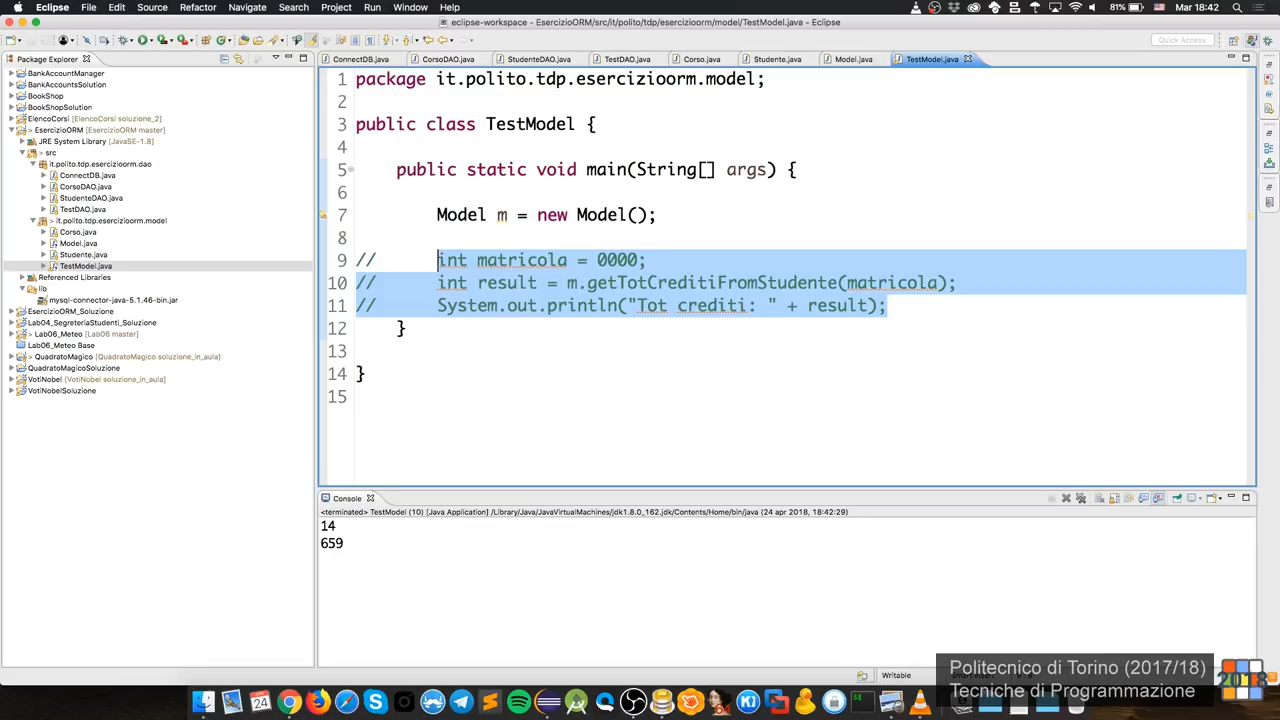 Eclipse File Edit Source Refactor Navigate Search Project Run Window Help 81% Mar 18:42
eclipse-workspace - EsercizioORM/src/it/polito/tdp/esercizioorm/model/TestModel.java - Eclipse
Quick Access
Package Explorer
ConnectDB.java CorsoDAO.java StudenteDAO.java TestDAO.java Corso.java Studente.java Model.java TestModel.java
BankAccountManager
BankAccountsSolution
BookShop
BookShopSolution
ElencoCorsi [ElencoCorsi soluzione_2]
> EsercizioORM [EsercizioORM master]
JRE System Library [JavaSE-1.8]
> src
it.polito.tdp.esercizioorm.dao
ConnectDB.java
CorsoDAO.java
StudenteDAO.java
TestDAO.java
> it.polito.tdp.esercizioorm.model
Corso.java
Model.java
Studente.java
TestModel.java
Referenced Libraries
lib
mysql-connector-java-5.1.46-bin.jar
EsercizioORM_Soluzione
Lab04_SegreteriaStudenti_Soluzione
> Lab06_Meteo [Lab06 master]
Lab06_Meteo Base
> QuadratoMagico [QuadratoMagico soluzione_in_aula]
QuadratoMagicoSoluzione
VotiNobel [VotiNobel soluzione_in_aula]
VotiNobelSoluzione
1 package it.polito.tdp.esercizioorm.model;
2
3 public class TestModel {
4
5 public static void main(String[] args) {
6
7 Model m = new Model();
8
9 // int matricola = 0000;
10 // int result = m.getTotCreditiFromStudente(matricola);
11 // System.out.println("Tot crediti: " + result);
12 }
13
14 }
15
Console
<terminated> TestModel (10) [Java Application] /Library/Java/JavaVirtualMachines/jdk1.8.0_162.jdk/Contents/Home/bin/java (24 apr 2018, 18:42:29)
14
659
Writable
Politecnico di Torino (2017/18)
Tecniche di Programmazione
2018